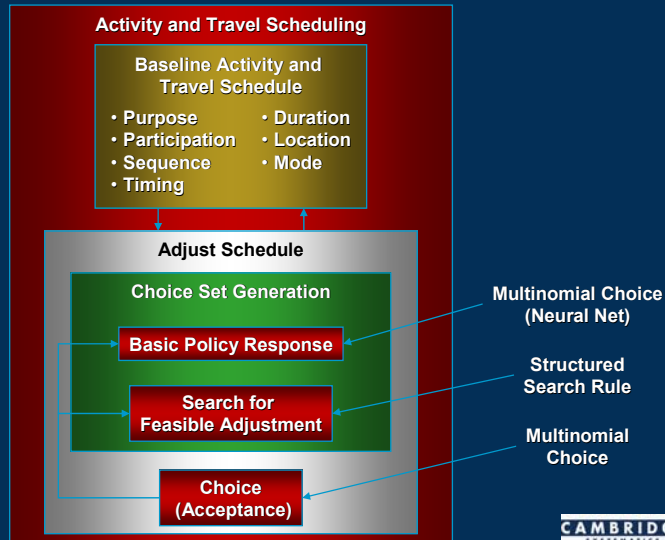 Activity and Travel Scheduling
Baseline Activity and
Travel Schedule
• Purpose
• Participation
• Sequence
• Timing
• Duration
• Location
• Mode
Adjust Schedule
Choice Set Generation
Basic Policy Response
Search for
Feasible Adjustment
Choice
(Acceptance)
Multinomial Choice
(Neural Net)
Structured
Search Rule
Multinomial
Choice